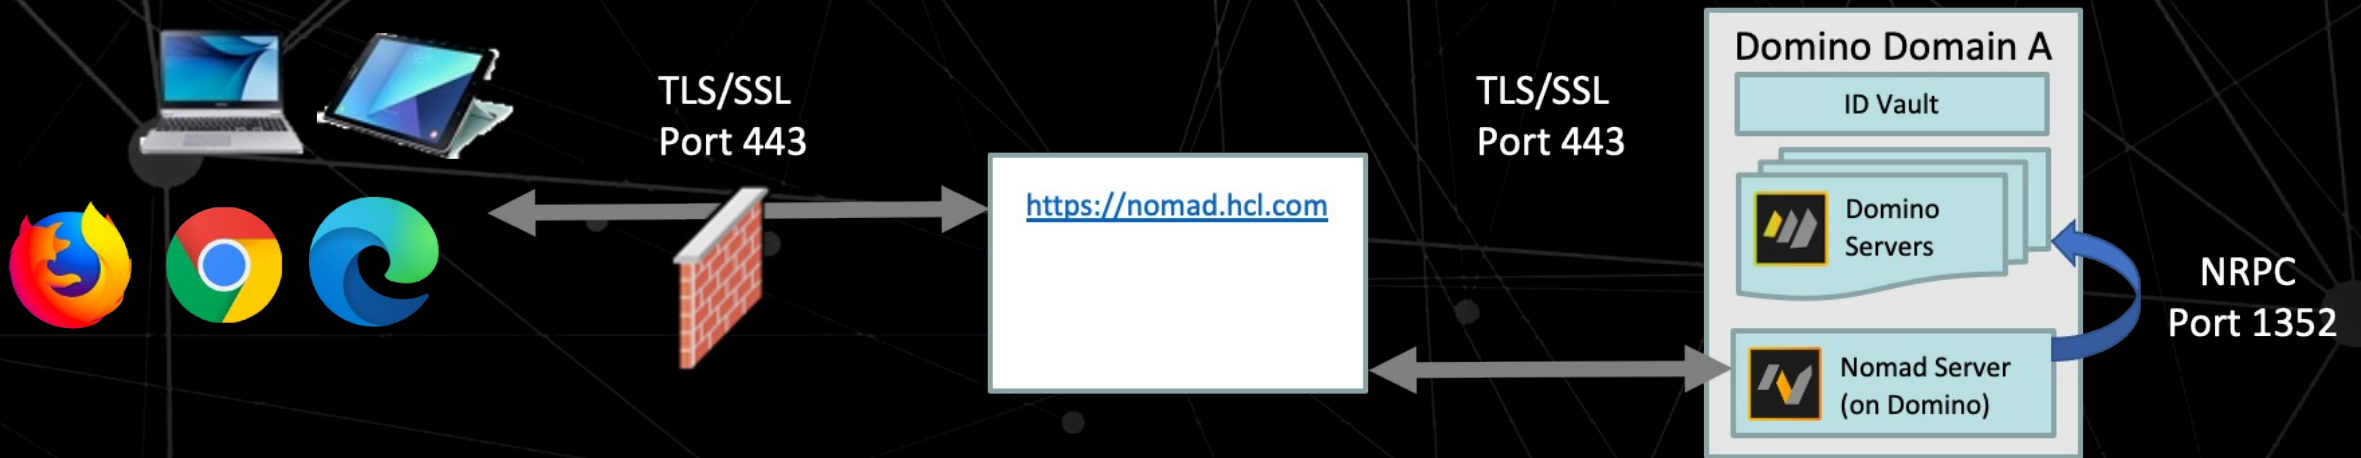 TLS/SSL
Port 443
https://nomad.hcl.com
TLS/SSL
Port 443
Domino Domain A
ID Vault
Domino
Servers
Nomad Server
(on Domino)
NRPC
Port 1352